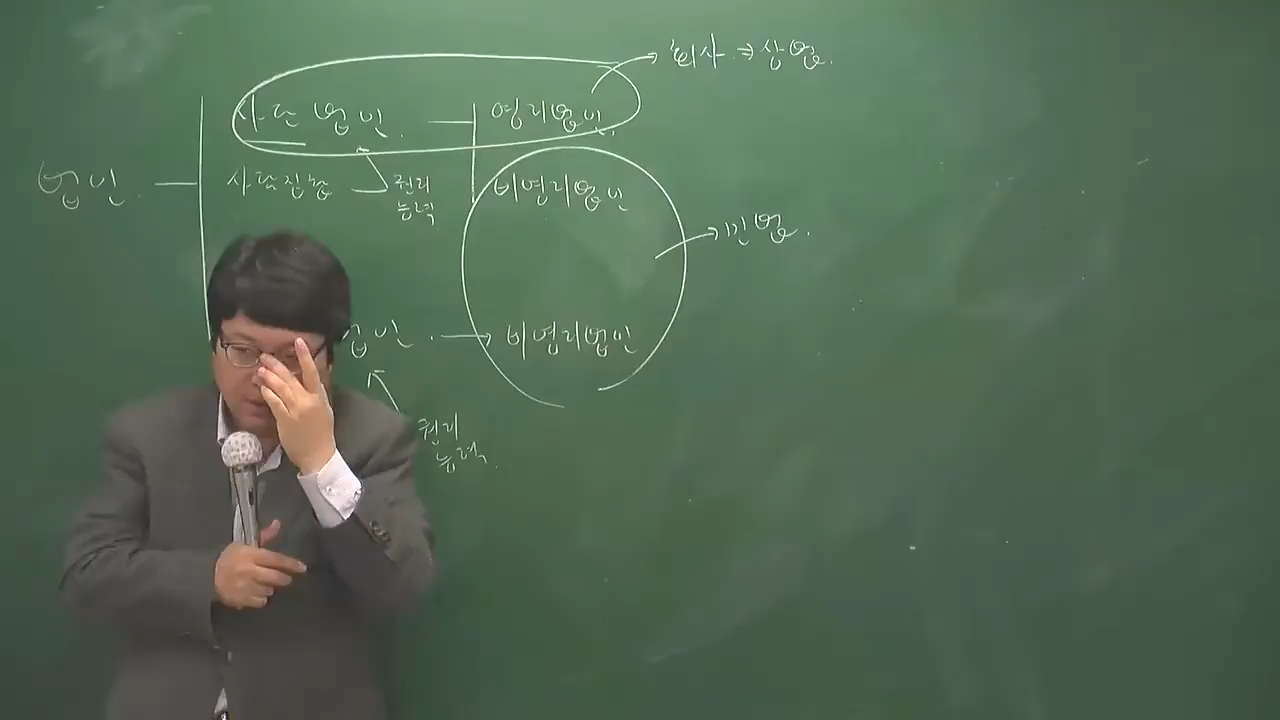 회사 ⇒ 상법.
사단법인. — 영리법인.
법인. — 사람집합 권리
능력 비영리법인
→ 민법.
법인. → 비영리법인
권리
능력.